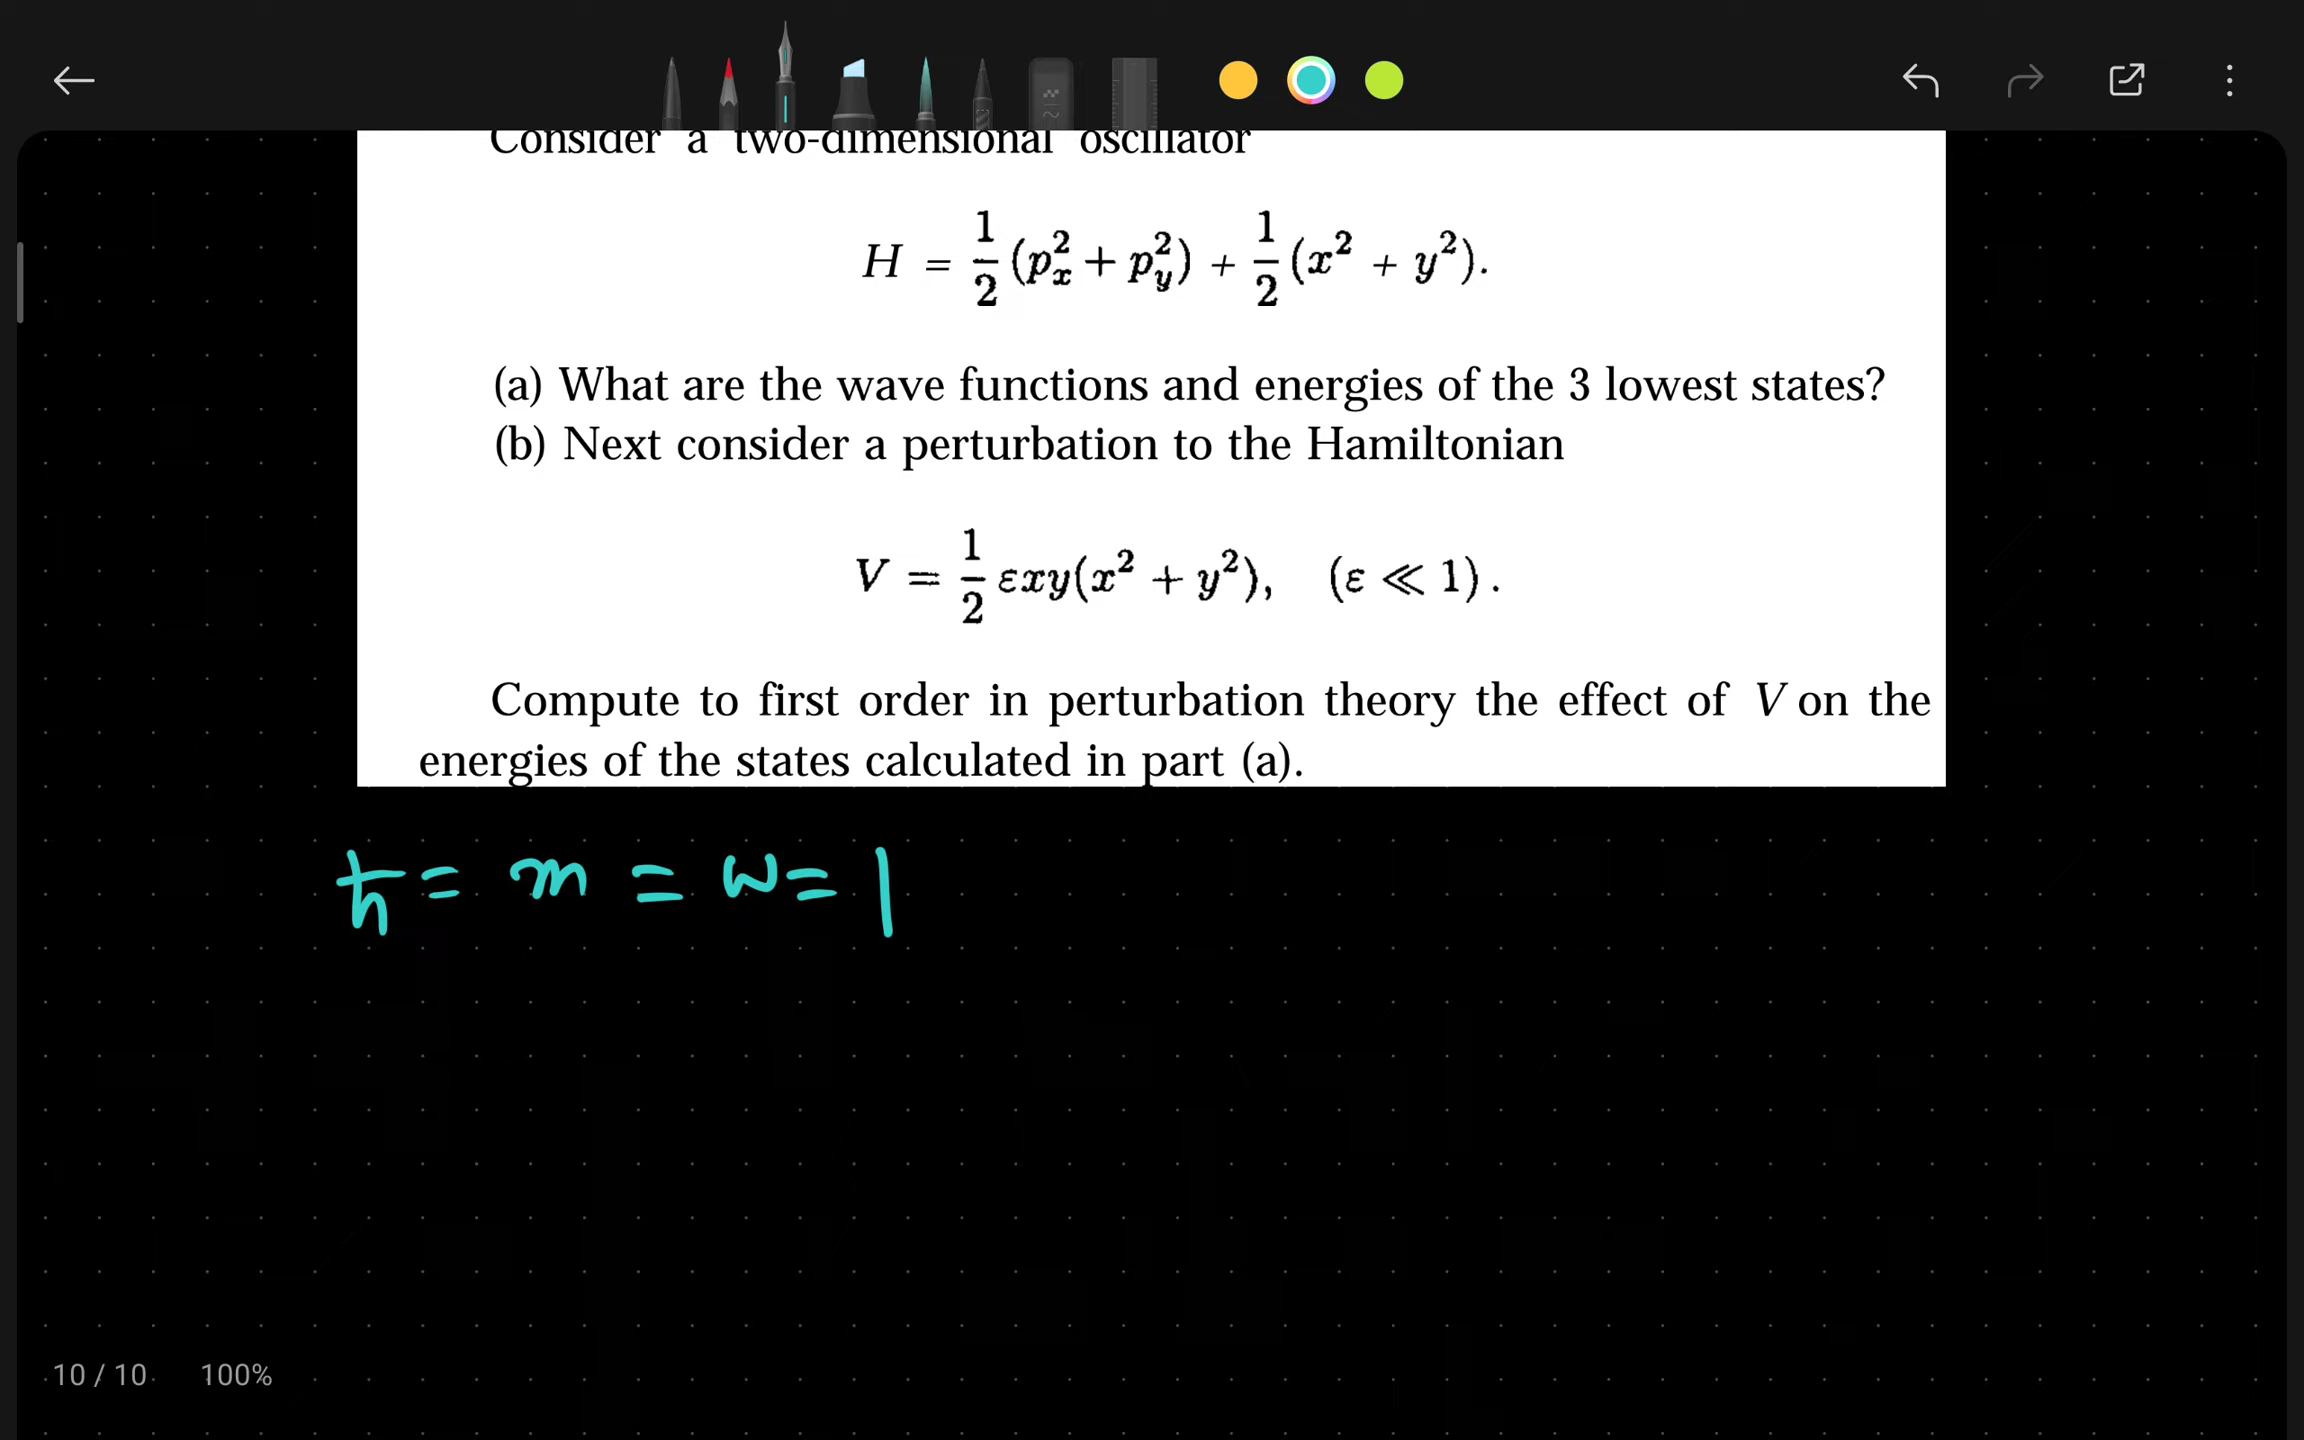 Consider a two-dimensional oscillator
H = 1/2 (p_x^2 + p_y^2) + 1/2 (x^2 + y^2).
(a) What are the wave functions and energies of the 3 lowest states?
(b) Next consider a perturbation to the Hamiltonian
V = 1/2 εxy(x^2 + y^2), (ε ≪ 1).
Compute to first order in perturbation theory the effect of V on the
energies of the states calculated in part (a).
ħ = m = ω = 1
10 / 10 100%